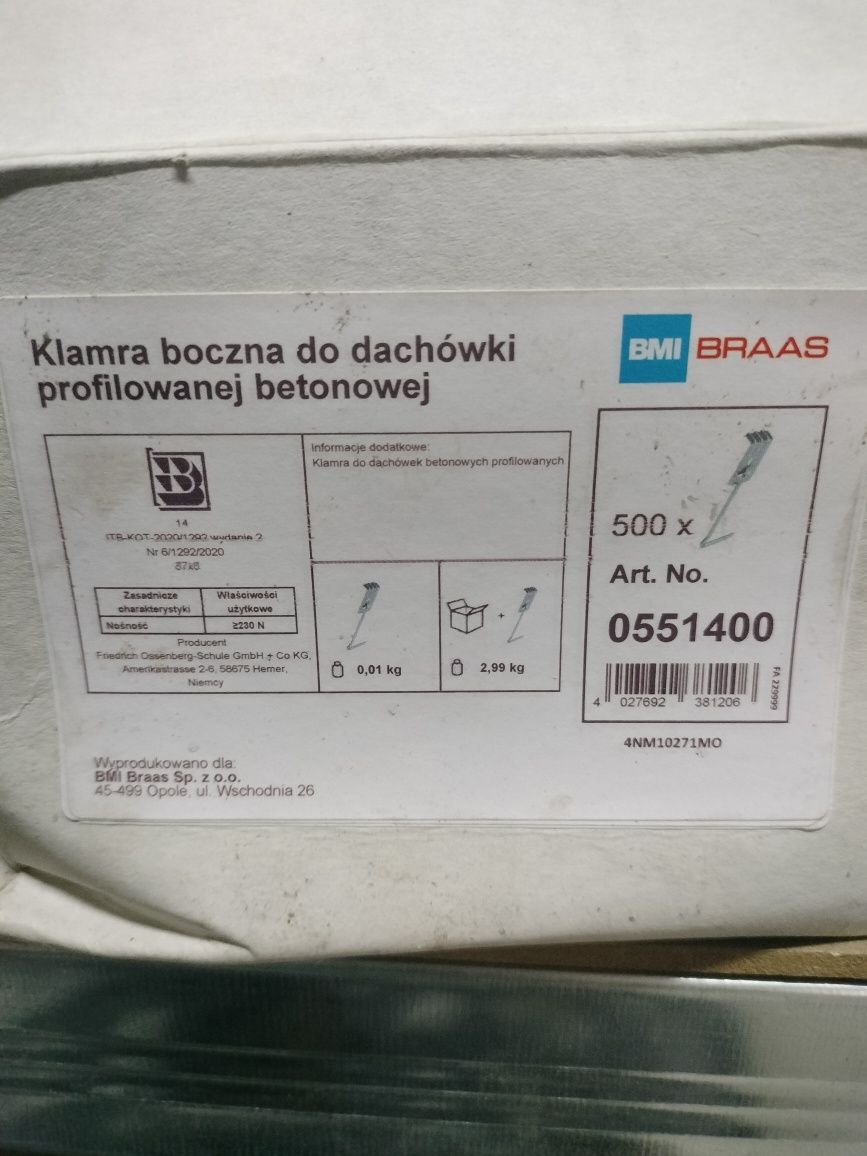 Klamra boczna do dachówki
profilowanej betonowej
BMI BRAAS
14
ITB-KOT-2020/1292 wydanie 2
Nr 6/1292/2020
Zasadnicze charakterystyki
Właściwości użytkowe
Nośność
≥230 N
Producent
Friedrich Ossenberg-Schule GmbH + Co KG,
Amerikastrasse 2-6, 58675 Hemer,
Niemcy
Informacje dodatkowe:
Klamra do dachówek betonowych profilowanych
0,01 kg
+
2,99 kg
500 x
Art. No.
0551400
4 027692 381206
FA 229999
4NM10271MO
Wyprodukowano dla:
BMI Braas Sp. z o.o.
45-499 Opole, ul. Wschodnia 26